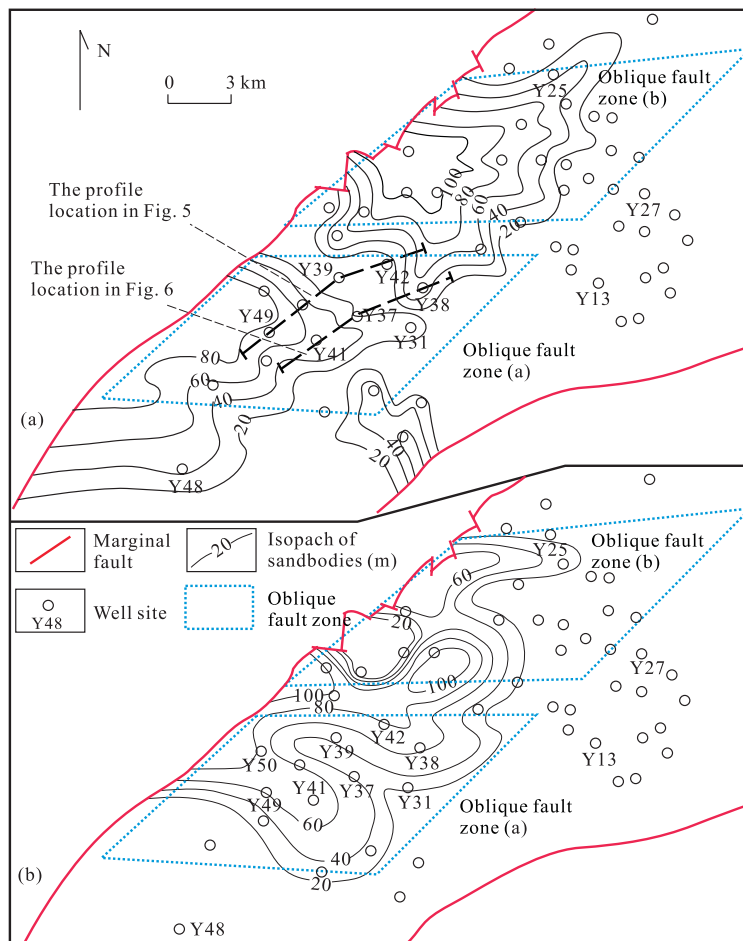 N
0 3 km
Oblique fault
zone (b)
Y25
The profile
location in Fig. 5
100
80
60
40
20
Y27
The profile
location in Fig. 6
Y39
Y42
Y13
Y38
Y49
Y37
Y31
Y41
80
60
40
20
Oblique fault
zone (a)
(a)
40
20
Y48
Marginal
fault
20
Isopach of
sandbodies (m)
Y48
Well site
Oblique
fault zone
Y25
Oblique fault
zone (b)
60
20
Y27
100
100
80
Y42
Y39
Y38
Y50
Y13
Y41
Y37
Y31
Y49
60
Oblique fault
zone (a)
40
20
(b)
Y48